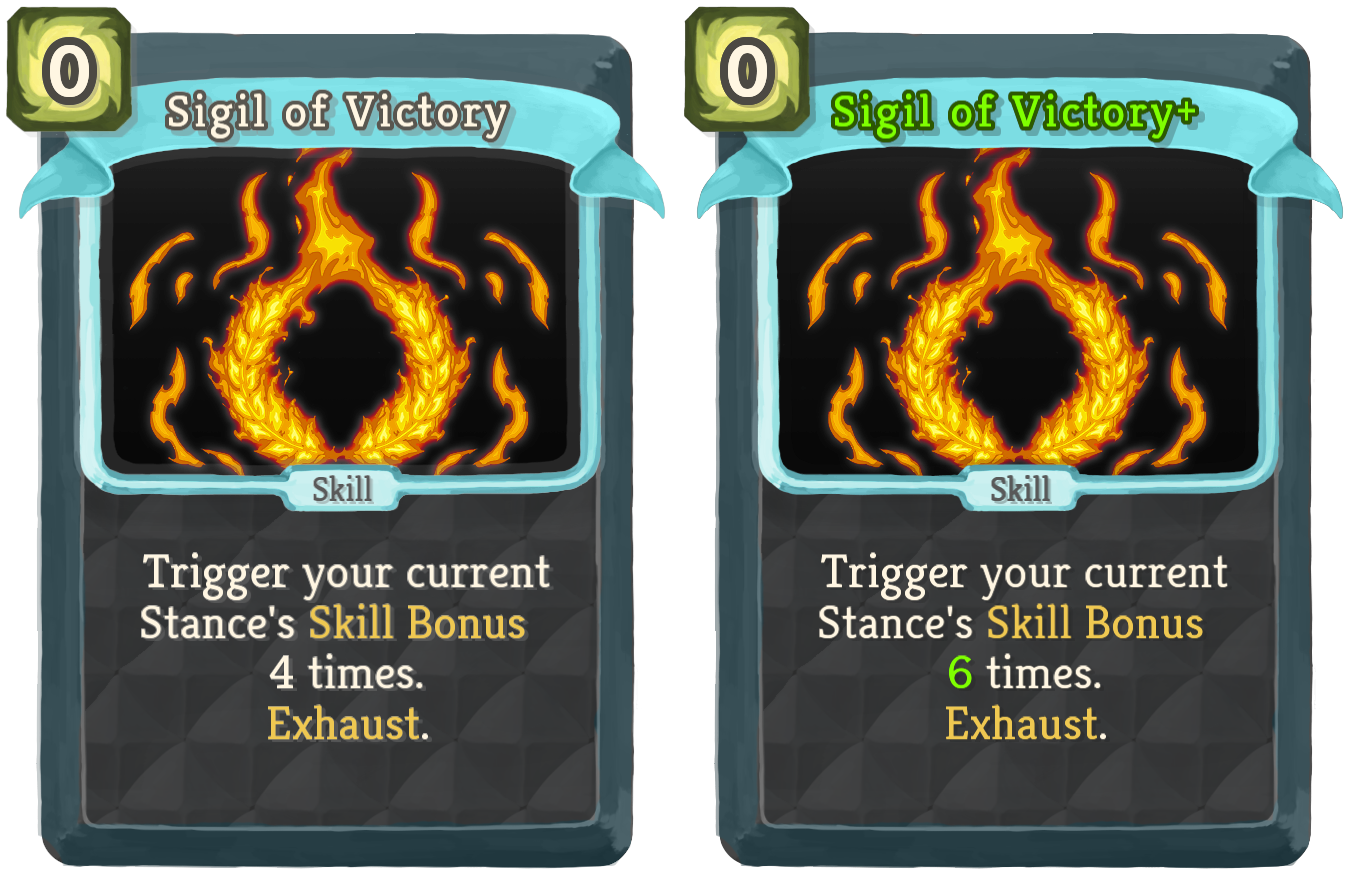 0
Sigil of Victory
Skill
Trigger your current
Stance's Skill Bonus
4 times.
Exhaust.
0
Sigil of Victory+
Skill
Trigger your current
Stance's Skill Bonus
6 times.
Exhaust.